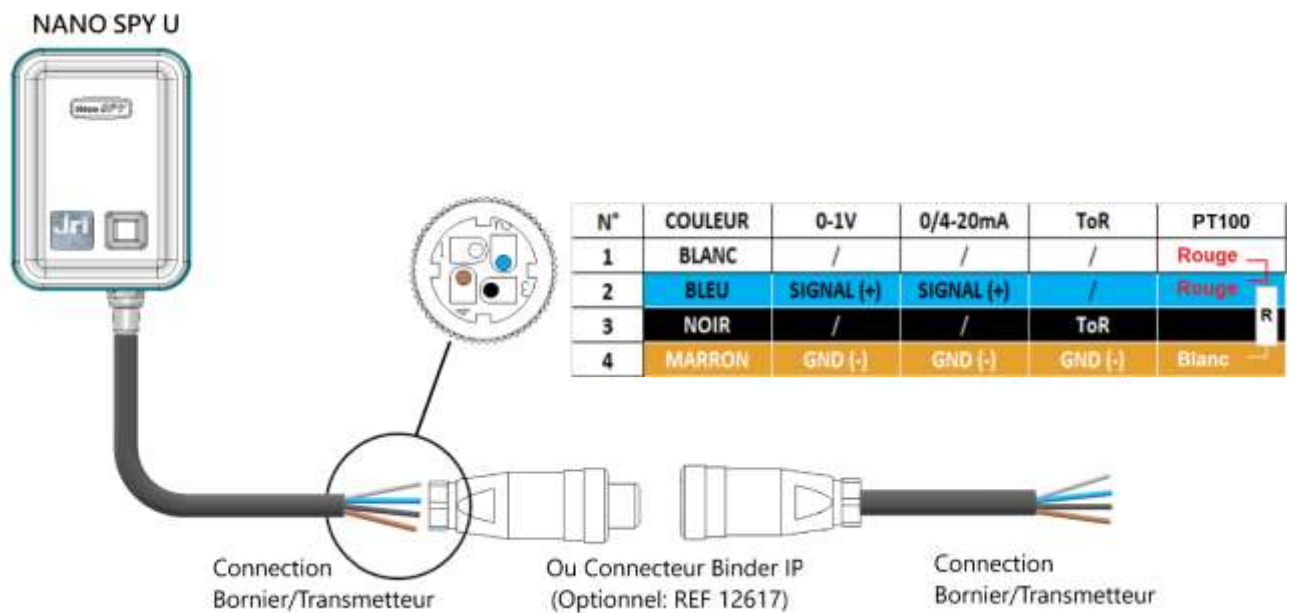 NANO SPY U
Nano SPY
Jri
N° COULEUR 0-1V 0/4-20mA ToR PT100
1 BLANC / / / Rouge
2 BLEU SIGNAL (+) SIGNAL (+) / Rouge
R
3 NOIR / / ToR
4 MARRON GND (-) GND (-) GND (-) Blanc
Connection
Bornier/Transmetteur
Ou Connecteur Binder IP
(Optionnel: REF 12617)
Connection
Bornier/Transmetteur